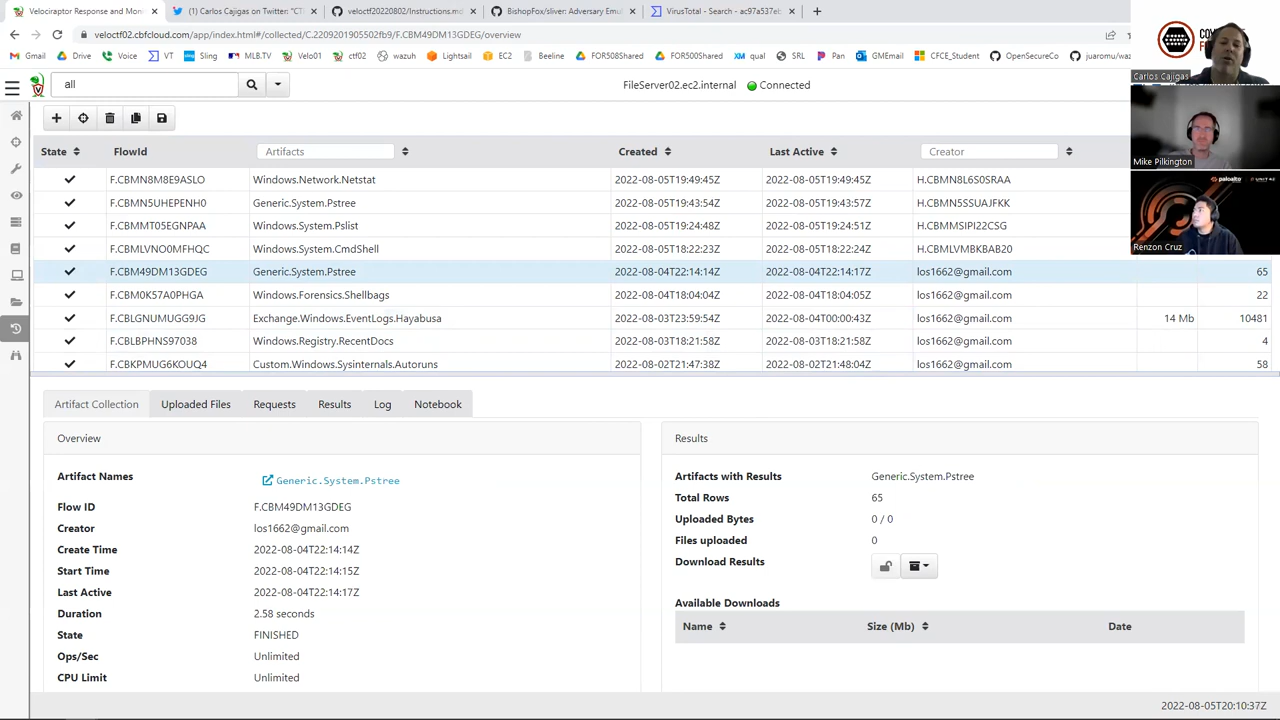 Velociraptor Response and Moni
(1) Carlos Cajigas on Twitter: "CT
veloctf20220802/Instructions.md
BishopFox/sliver: Adversary Emul
VirusTotal - Search - ac97a537eb
veloctf02.cbfcloud.com/app/index.html#/collected/C.2209201905502fb9/F.CBM49DM13GDEG/overview
Gmail
Drive
Voice
VT
Sling
MLB.TV
Velo01
ctf02
wazuh
Lightsail
EC2
Beeline
FOR508Shared
FOR500Shared
qual
SRL
Panda
GMEmail
CFCE_Student
OpenSecureCo
juaromu/waz
all
FileServer02.ec2.internal
Connected
State
FlowId
Artifacts
Created
Last Active
Creator
F.CBMN8M8E9ASLO Windows.Network.Netstat 2022-08-05T19:49:45Z 2022-08-05T19:49:45Z H.CBMN8L6S0SRAA
F.CBMN5UHEPENH0 Generic.System.Pstree 2022-08-05T19:43:54Z 2022-08-05T19:43:57Z H.CBMN5SSUAJFKK
F.CBMMT05EGNPAA Windows.System.Pslist 2022-08-05T19:24:48Z 2022-08-05T19:24:51Z H.CBMMSIPI22CSG
F.CBMLVNO0MFHQC Windows.System.CmdShell 2022-08-05T18:22:23Z 2022-08-05T18:22:24Z H.CBMLVMBKBAB20
F.CBM49DM13GDEG Generic.System.Pstree 2022-08-04T22:14:14Z 2022-08-04T22:14:17Z los1662@gmail.com 65
F.CBM0K57A0PHGA Windows.Forensics.Shellbags 2022-08-04T18:04:04Z 2022-08-04T18:04:05Z los1662@gmail.com 22
F.CBLGNUMUGG9JG Exchange.Windows.EventLogs.Hayabusa 2022-08-03T23:59:54Z 2022-08-04T00:00:43Z los1662@gmail.com 14 Mb 10481
F.CBLBPHNS97038 Windows.Registry.RecentDocs 2022-08-03T18:21:58Z 2022-08-03T18:21:58Z los1662@gmail.com 4
F.CBKPMUG6KOUQ4 Custom.Windows.Sysinternals.Autoruns 2022-08-02T21:47:38Z 2022-08-02T21:48:04Z los1662@gmail.com 58
Carlos Cajigas
Mike Pilkington
paloalto
UNIT 42
Renzon Cruz
Artifact Collection
Uploaded Files
Requests
Results
Log
Notebook
Overview
Artifact Names Generic.System.Pstree
Flow ID F.CBM49DM13GDEG
Creator los1662@gmail.com
Create Time 2022-08-04T22:14:14Z
Start Time 2022-08-04T22:14:15Z
Last Active 2022-08-04T22:14:17Z
Duration 2.58 seconds
State FINISHED
Ops/Sec Unlimited
CPU Limit Unlimited
Results
Artifacts with Results Generic.System.Pstree
Total Rows 65
Uploaded Bytes 0 / 0
Files uploaded 0
Download Results
Available Downloads
Name
Size (Mb)
Date
2022-08-05T20:10:37Z